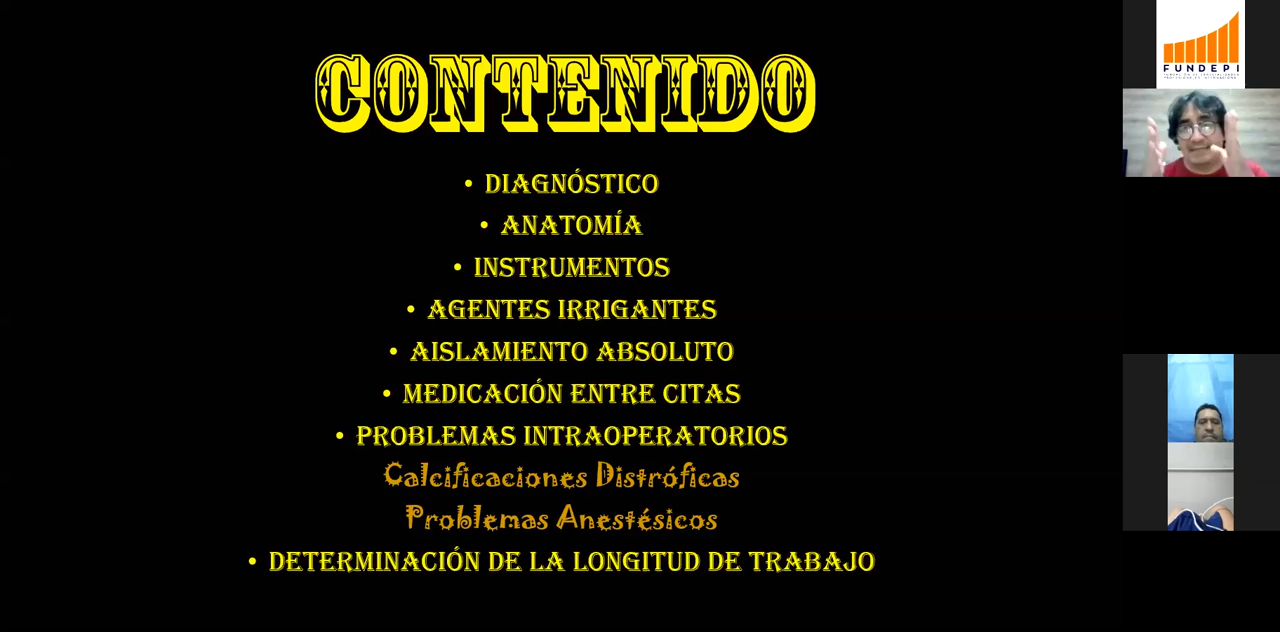 CONTENIDO
• DIAGNÓSTICO
• ANATOMÍA
• INSTRUMENTOS
• AGENTES IRRIGANTES
• AISLAMIENTO ABSOLUTO
• MEDICACIÓN ENTRE CITAS
• PROBLEMAS INTRAOPERATORIOS
Calcificaciones Distróficas
Problemas Anestésicos
• DETERMINACIÓN DE LA LONGITUD DE TRABAJO
FUNDEPI